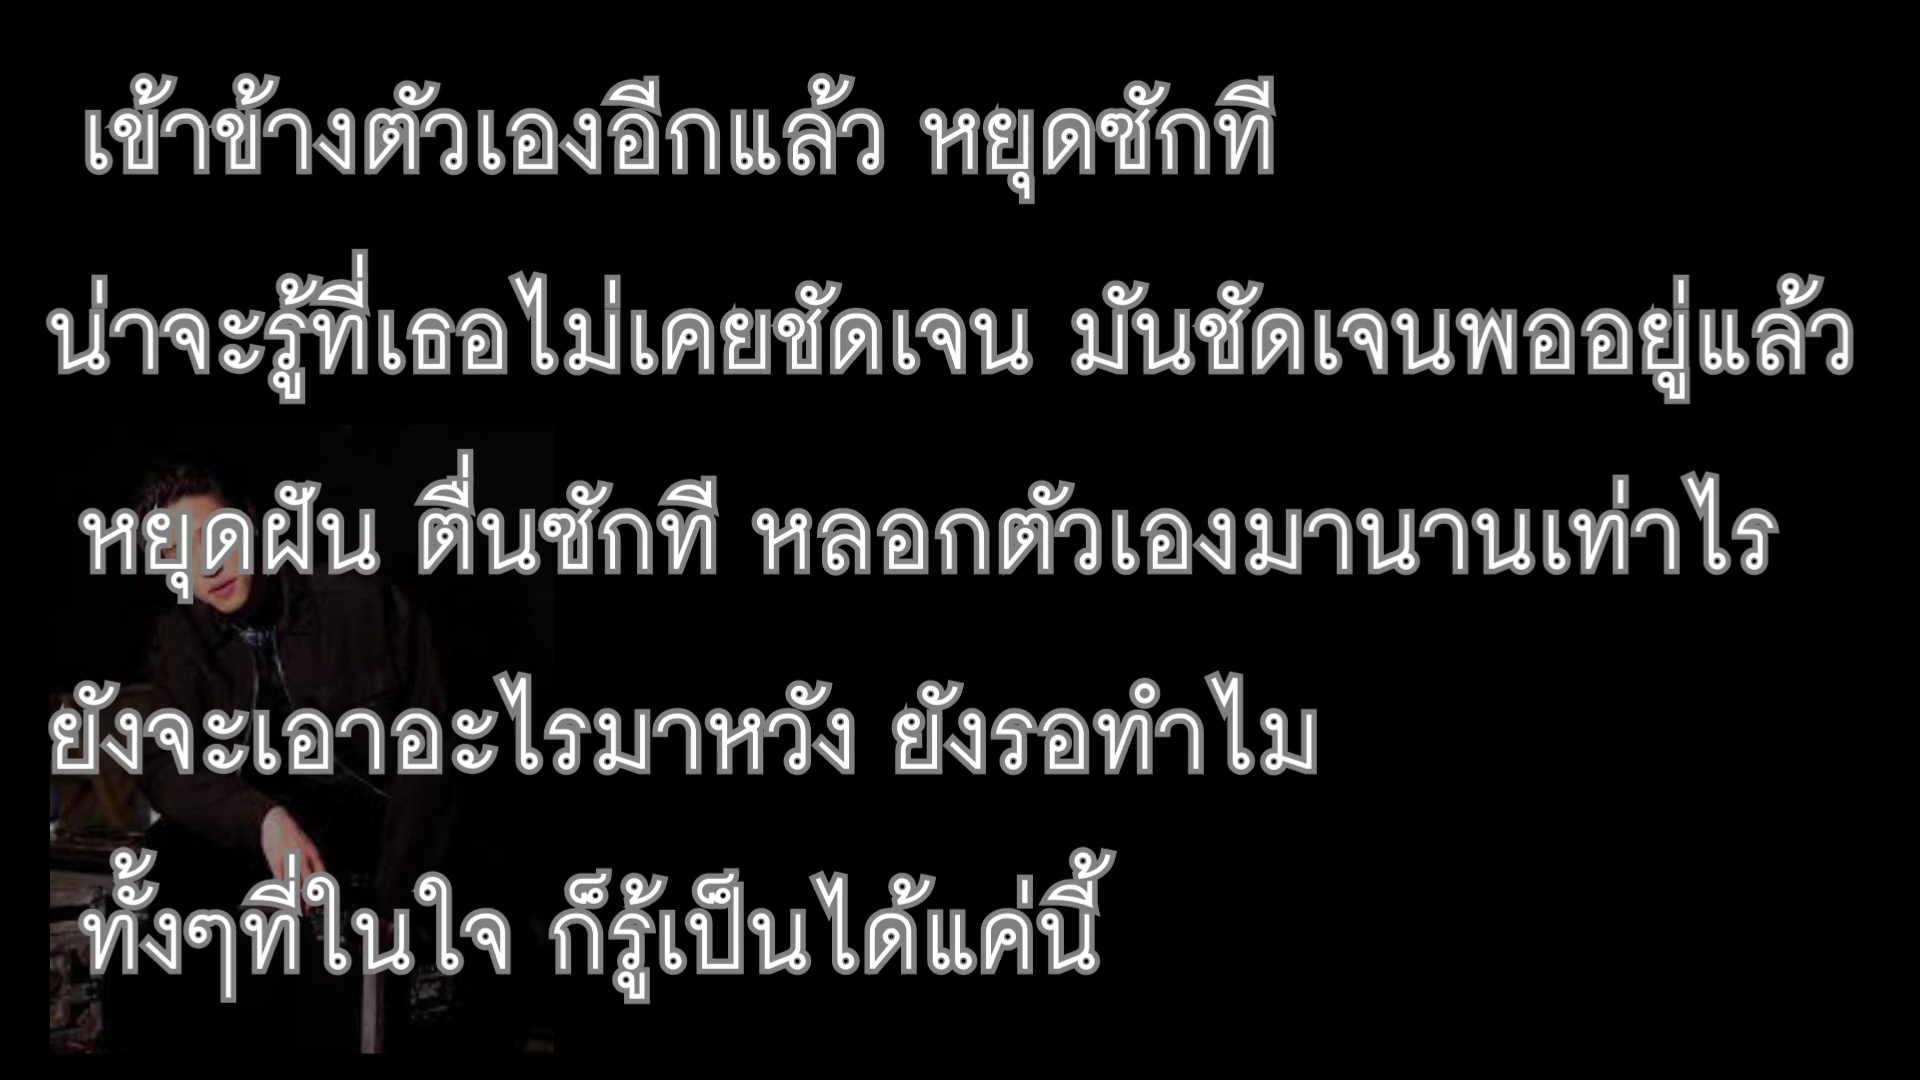 เข้าข้างตัวเองอีกแล้ว หยุดซักที
น่าจะรู้ที่เธอไม่เคยชัดเจน มันชัดเจนพออยู่แล้ว
หยุดฝัน ตื่นซักที หลอกตัวเองมานานเท่าไร
ยังจะเอาอะไรมาหวัง ยังรอทำไม
ทั้งๆที่ในใจ ก็รู้เป็นได้แค่นี้